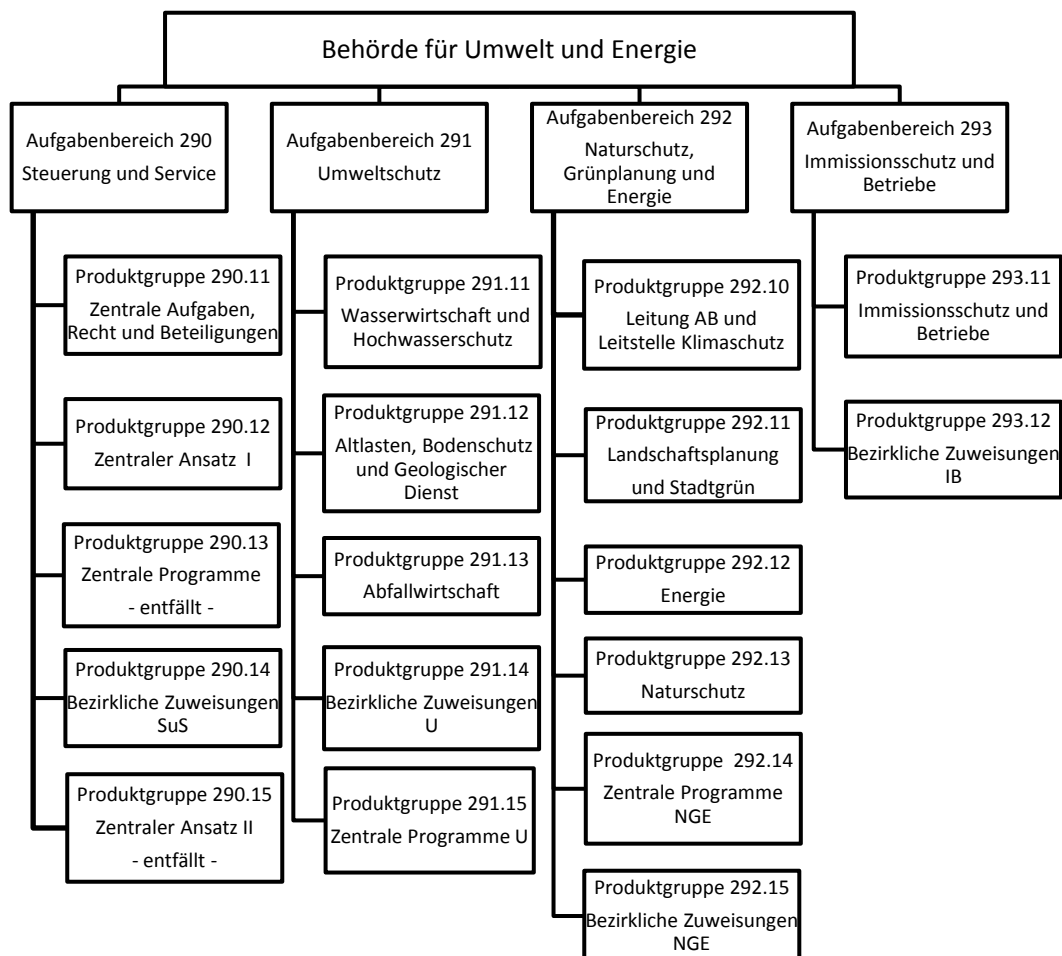 Behörde für Umwelt und Energie
Aufgabenbereich 290
Steuerung und Service
Produktgruppe 290.11
Zentrale Aufgaben,
Recht und Beteiligungen
Produktgruppe 290.12
Zentraler Ansatz I
Produktgruppe 290.13
Zentrale Programme
- entfällt -
Produktgruppe 290.14
Bezirkliche Zuweisungen
SuS
Produktgruppe 290.15
Zentraler Ansatz II
- entfällt -
Aufgabenbereich 291
Umweltschutz
Produktgruppe 291.11
Wasserwirtschaft und
Hochwasserschutz
Produktgruppe 291.12
Altlasten, Bodenschutz
und Geologischer
Dienst
Produktgruppe 291.13
Abfallwirtschaft
Produktgruppe 291.14
Bezirkliche Zuweisungen
U
Produktgruppe 291.15
Zentrale Programme U
Aufgabenbereich 292
Naturschutz,
Grünplanung und
Energie
Produktgruppe 292.10
Leitung AB und
Leitstelle Klimaschutz
Produktgruppe 292.11
Landschaftsplanung
und Stadtgrün
Produktgruppe 292.12
Energie
Produktgruppe 292.13
Naturschutz
Produktgruppe 292.14
Zentrale Programme
NGE
Produktgruppe 292.15
Bezirkliche Zuweisungen
NGE
Aufgabenbereich 293
Immissionsschutz und
Betriebe
Produktgruppe 293.11
Immissionsschutz und
Betriebe
Produktgruppe 293.12
Bezirkliche Zuweisungen
IB